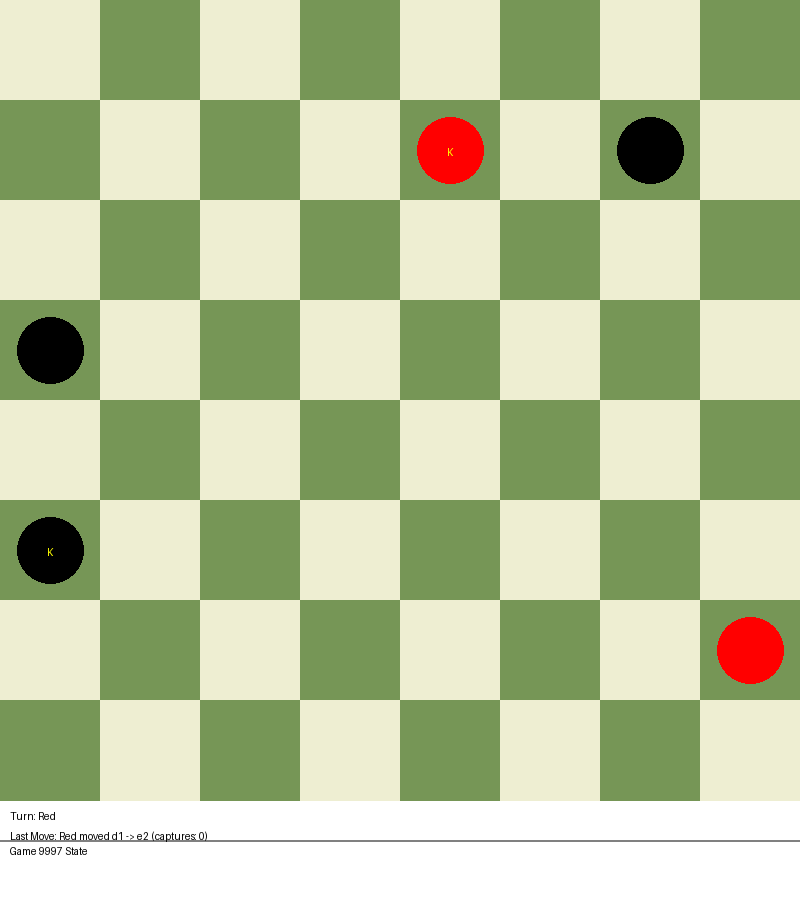 K
K
Turn: Red
Last Move: Red moved d1 -> e2 (captures: 0)
Game 9997 State